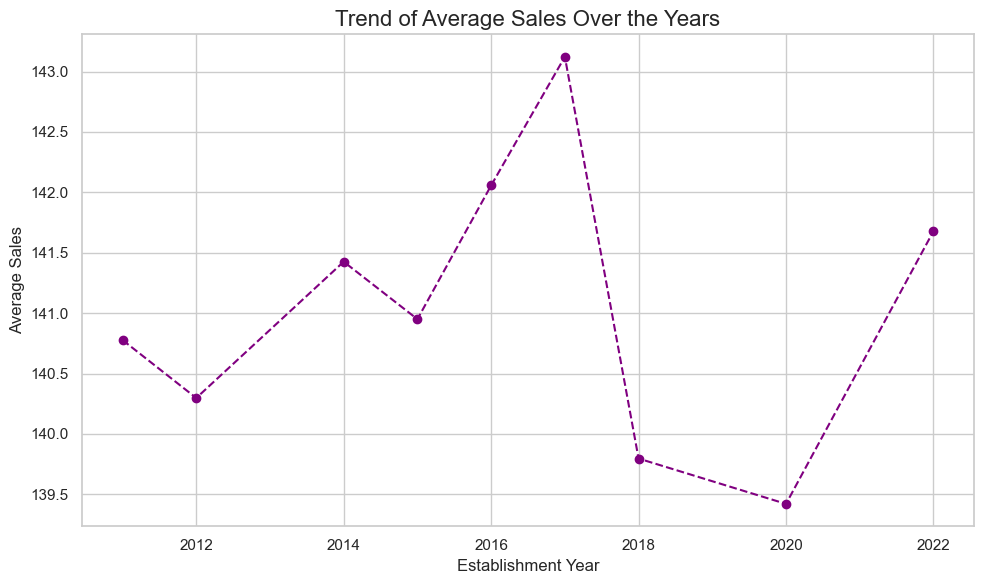 Trend of Average Sales Over the Years
143.0
142.5
142.0
141.5
141.0
140.5
140.0
139.5
Average Sales
2012 2014 2016 2018 2020 2022
Establishment Year